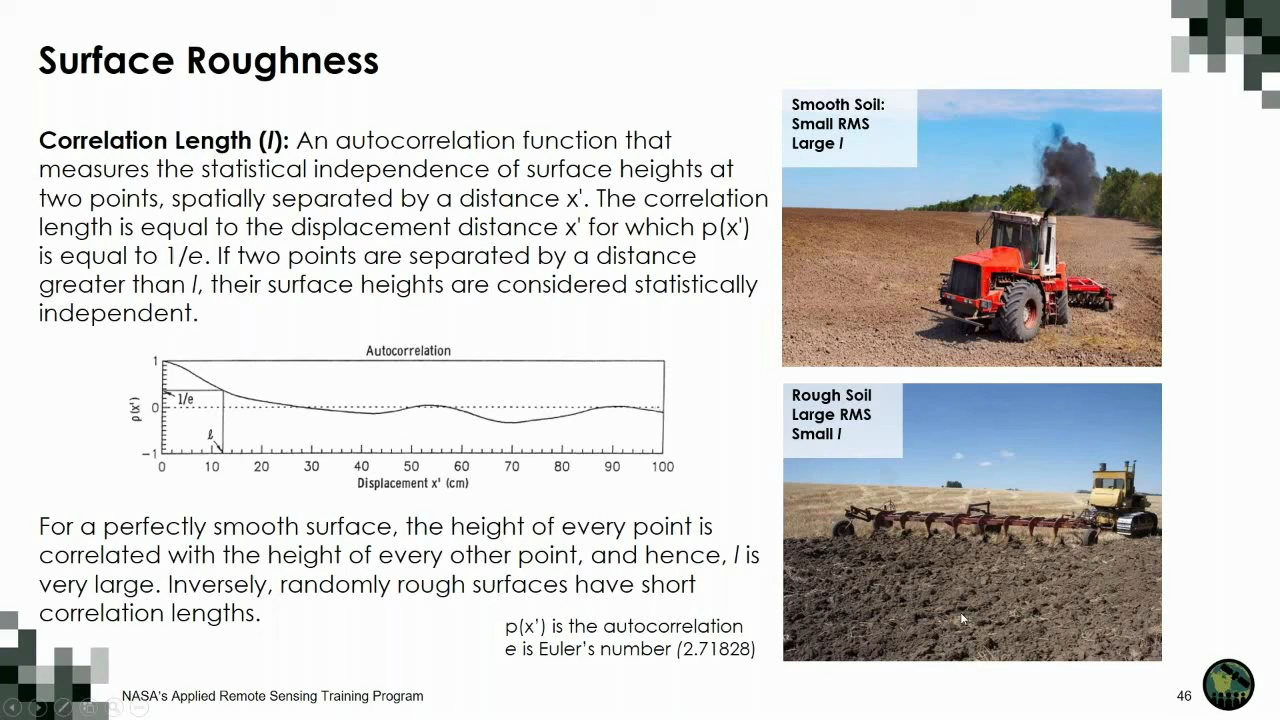 Surface Roughness
Correlation Length (l): An autocorrelation function that
measures the statistical independence of surface heights at
two points, spatially separated by a distance x'. The correlation
length is equal to the displacement distance x' for which p(x')
is equal to 1/e. If two points are separated by a distance
greater than l, their surface heights are considered statistically
independent.
Autocorrelation
1
0
-1
p(x')
1/e
l
0 10 20 30 40 50 60 70 80 90 100
Displacement x' (cm)
For a perfectly smooth surface, the height of every point is
correlated with the height of every other point, and hence, l is
very large. Inversely, randomly rough surfaces have short
correlation lengths.
p(x’) is the autocorrelation
e is Euler’s number (2.71828)
Smooth Soil:
Small RMS
Large l
Rough Soil
Large RMS
Small l
NASA’s Applied Remote Sensing Training Program
46